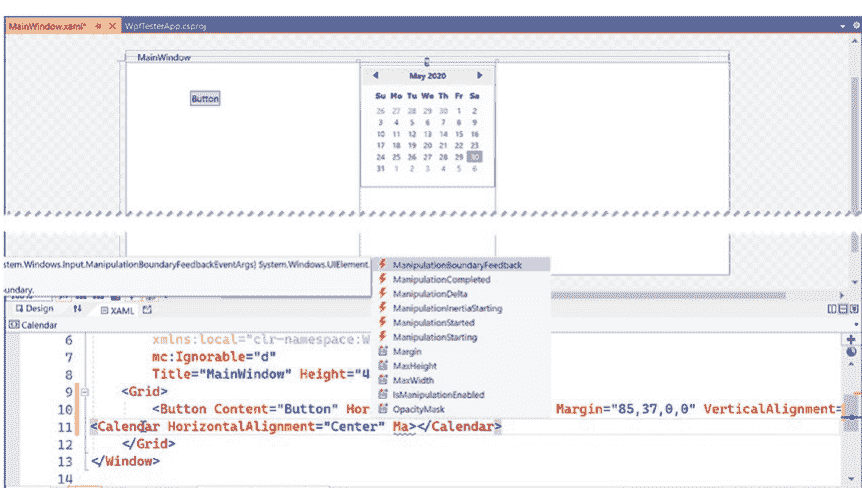 MainWindow.xaml* WpfTesterApp.csproj
MainWindow
Button
May 2020
Su Mo Tu We Th Fr Sa
26 27 28 29 30 1 2
3 4 5 6 7 8 9
10 11 12 13 14 15 16
17 18 19 20 21 22 23
24 25 26 27 28 29 30
31 1 2 3 4 5 6
stem.Windows.Input.ManipulationBoundaryFeedbackEventArgs} System.Windows.UIElement.
undary.
ManipulationBoundaryFeedback
ManipulationCompleted
ManipulationDelta
ManipulationInertiaStarting
ManipulationStarted
ManipulationStarting
Margin
MaxHeight
MaxWidth
IsManipulationEnabled
OpacityMask
Design XAML
Calendar
6 xmlns:local="clr-namespace:W
7 mc:Ignorable="d"
8 Title="MainWindow" Height="4
9 <Grid>
10 <Button Content="Button" Hor Margin="85,37,0,0" VerticalAlignment=
11 <Calendar HorizontalAlignment="Center" Ma></Calendar>
12 </Grid>
13 </Window>
14